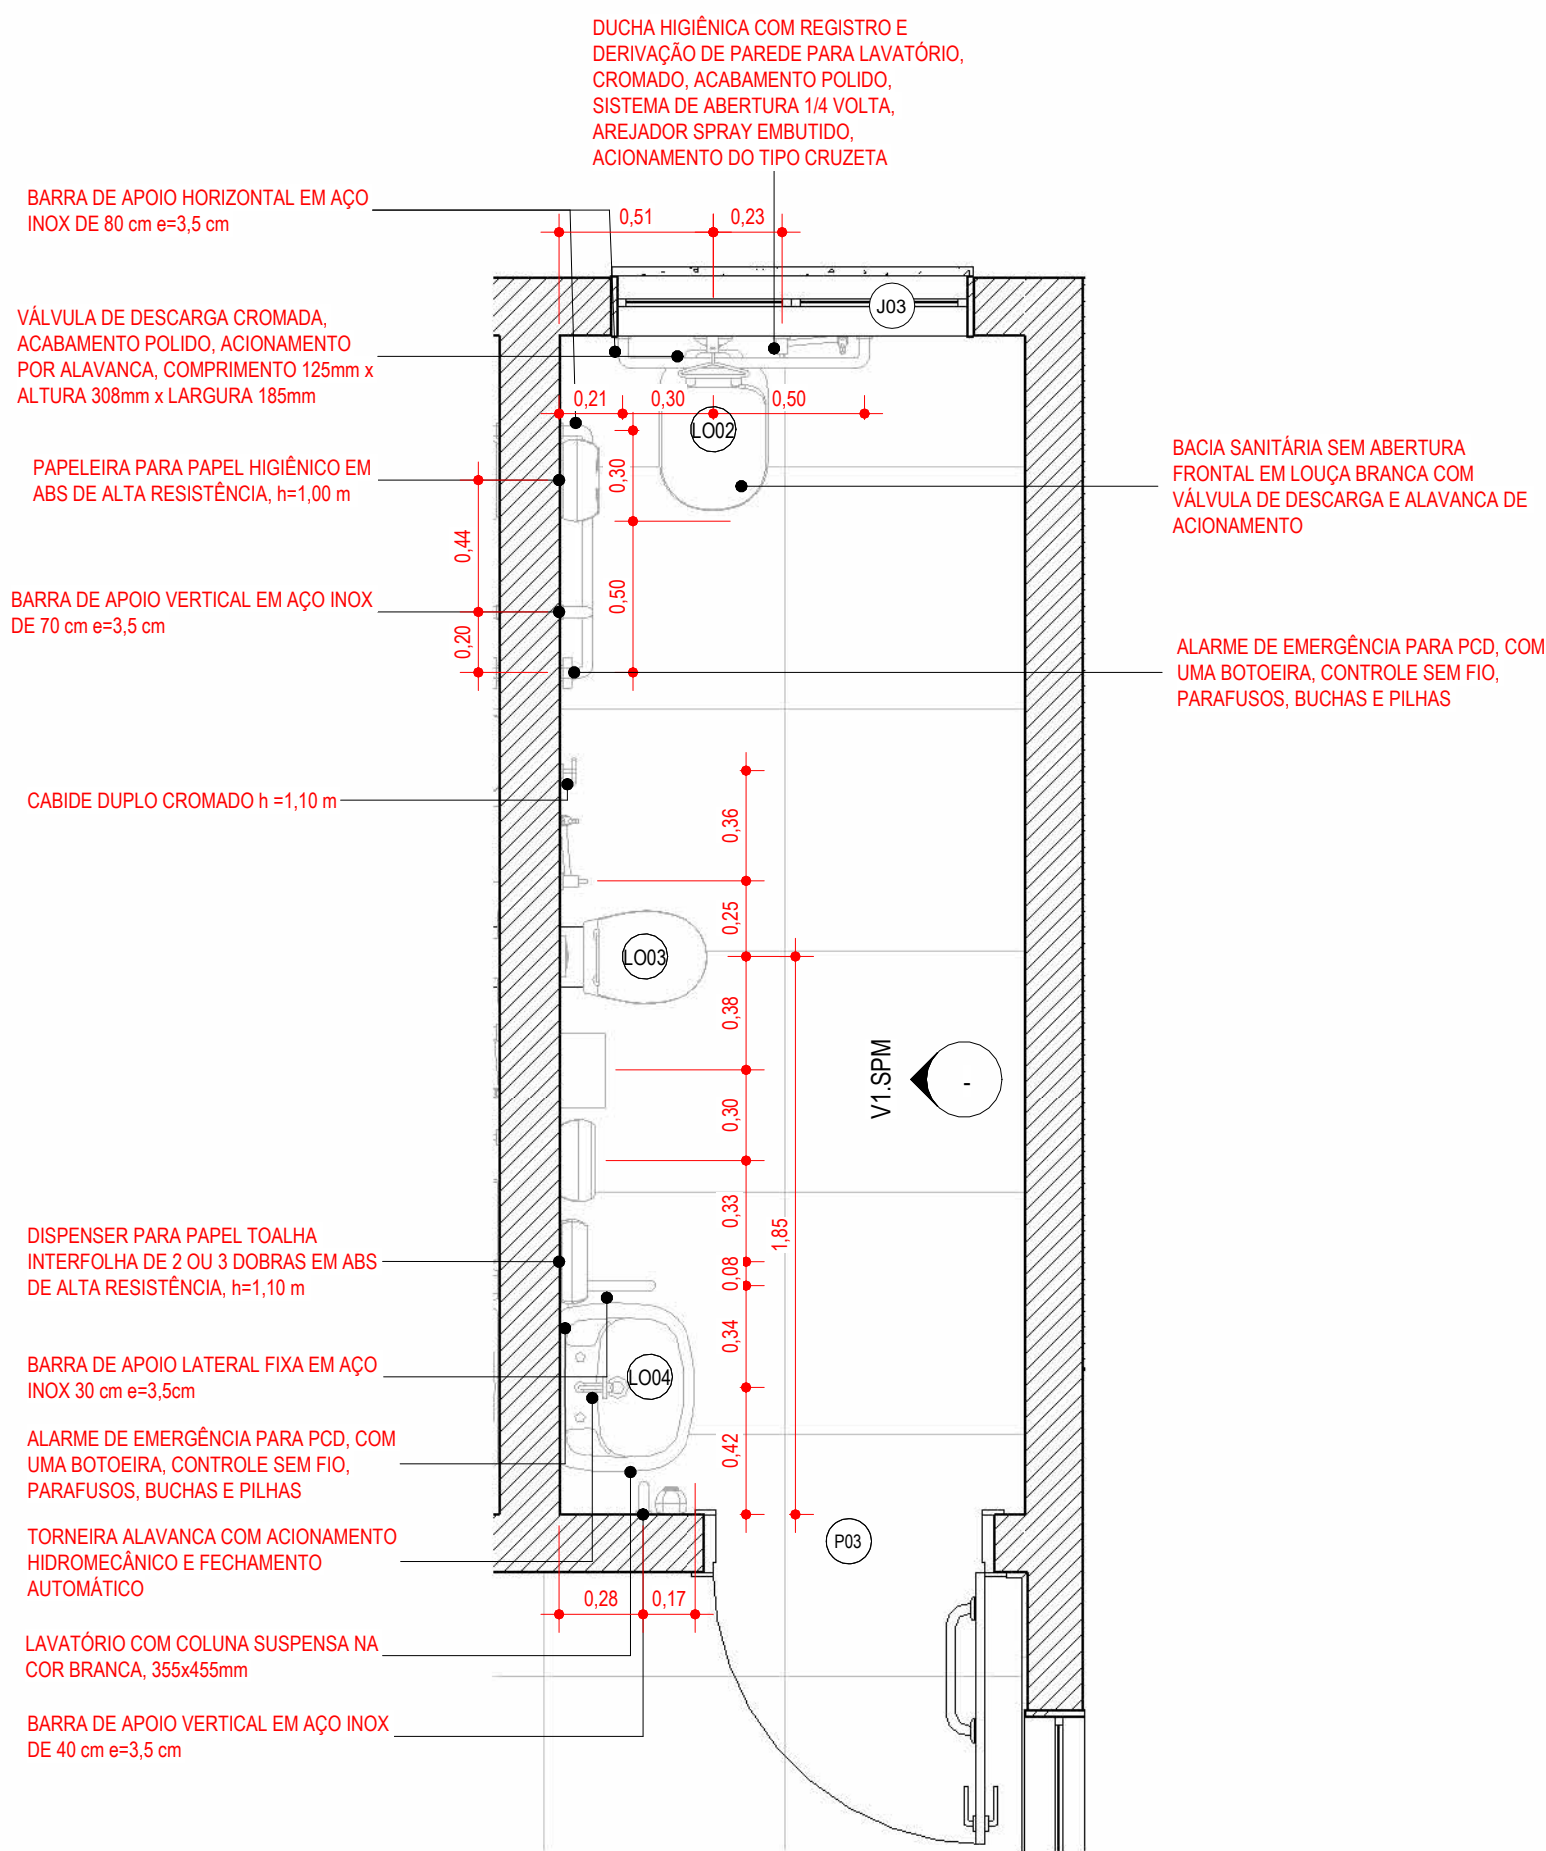 DUCHA HIGIÊNICA COM REGISTRO E
DERIVAÇÃO DE PAREDE PARA LAVATÓRIO,
CROMADO, ACABAMENTO POLIDO,
SISTEMA DE ABERTURA 1/4 VOLTA,
AREJADOR SPRAY EMBUTIDO,
ACIONAMENTO DO TIPO CRUZETA
BARRA DE APOIO HORIZONTAL EM AÇO
INOX DE 80 cm e=3,5 cm
0,51
0,23
J03
VÁLVULA DE DESCARGA CROMADA,
ACABAMENTO POLIDO, ACIONAMENTO
POR ALAVANCA, COMPRIMENTO 125mm x
ALTURA 308mm x LARGURA 185mm
0,21
0,30
0,50
LO02
PAPELEIRA PARA PAPEL HIGIÊNICO EM
ABS DE ALTA RESISTÊNCIA, h=1,00 m
BACIA SANITÁRIA SEM ABERTURA
FRONTAL EM LOUÇA BRANCA COM
VÁLVULA DE DESCARGA E ALAVANCA DE
ACIONAMENTO
0,30
0,44
0,50
0,20
BARRA DE APOIO VERTICAL EM AÇO INOX
DE 70 cm e=3,5 cm
ALARME DE EMERGÊNCIA PARA PCD, COM
UMA BOTOEIRA, CONTROLE SEM FIO,
PARAFUSOS, BUCHAS E PILHAS
CABIDE DUPLO CROMADO h =1,10 m
0,36
0,25
LO03
0,38
V1.SPM
-
0,30
0,33
1,85
0,08
DISPENSER PARA PAPEL TOALHA
INTERFOLHA DE 2 OU 3 DOBRAS EM ABS
DE ALTA RESISTÊNCIA, h=1,10 m
0,34
BARRA DE APOIO LATERAL FIXA EM AÇO
INOX 30 cm e=3,5cm
LO04
0,42
ALARME DE EMERGÊNCIA PARA PCD, COM
UMA BOTOEIRA, CONTROLE SEM FIO,
PARAFUSOS, BUCHAS E PILHAS
TORNEIRA ALAVANCA COM ACIONAMENTO
HIDROMECÂNICO E FECHAMENTO
AUTOMÁTICO
P03
0,28
0,17
LAVATÓRIO COM COLUNA SUSPENSA NA
COR BRANCA, 355x455mm
BARRA DE APOIO VERTICAL EM AÇO INOX
DE 40 cm e=3,5 cm